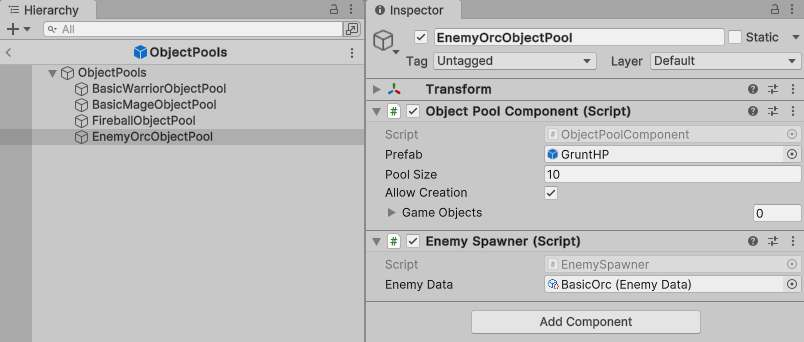 Hierarchy
All
ObjectPools
ObjectPools
BasicWarriorObjectPool
BasicMageObjectPool
FireballObjectPool
EnemyOrcObjectPool
Inspector
EnemyOrcObjectPool
Static
Tag Untagged Layer Default
Transform
# Object Pool Component (Script)
Script # ObjectPoolComponent
Prefab GruntHP
Pool Size 10
Allow Creation
Game Objects 0
# Enemy Spawner (Script)
Script # EnemySpawner
Enemy Data BasicOrc (Enemy Data)
Add Component